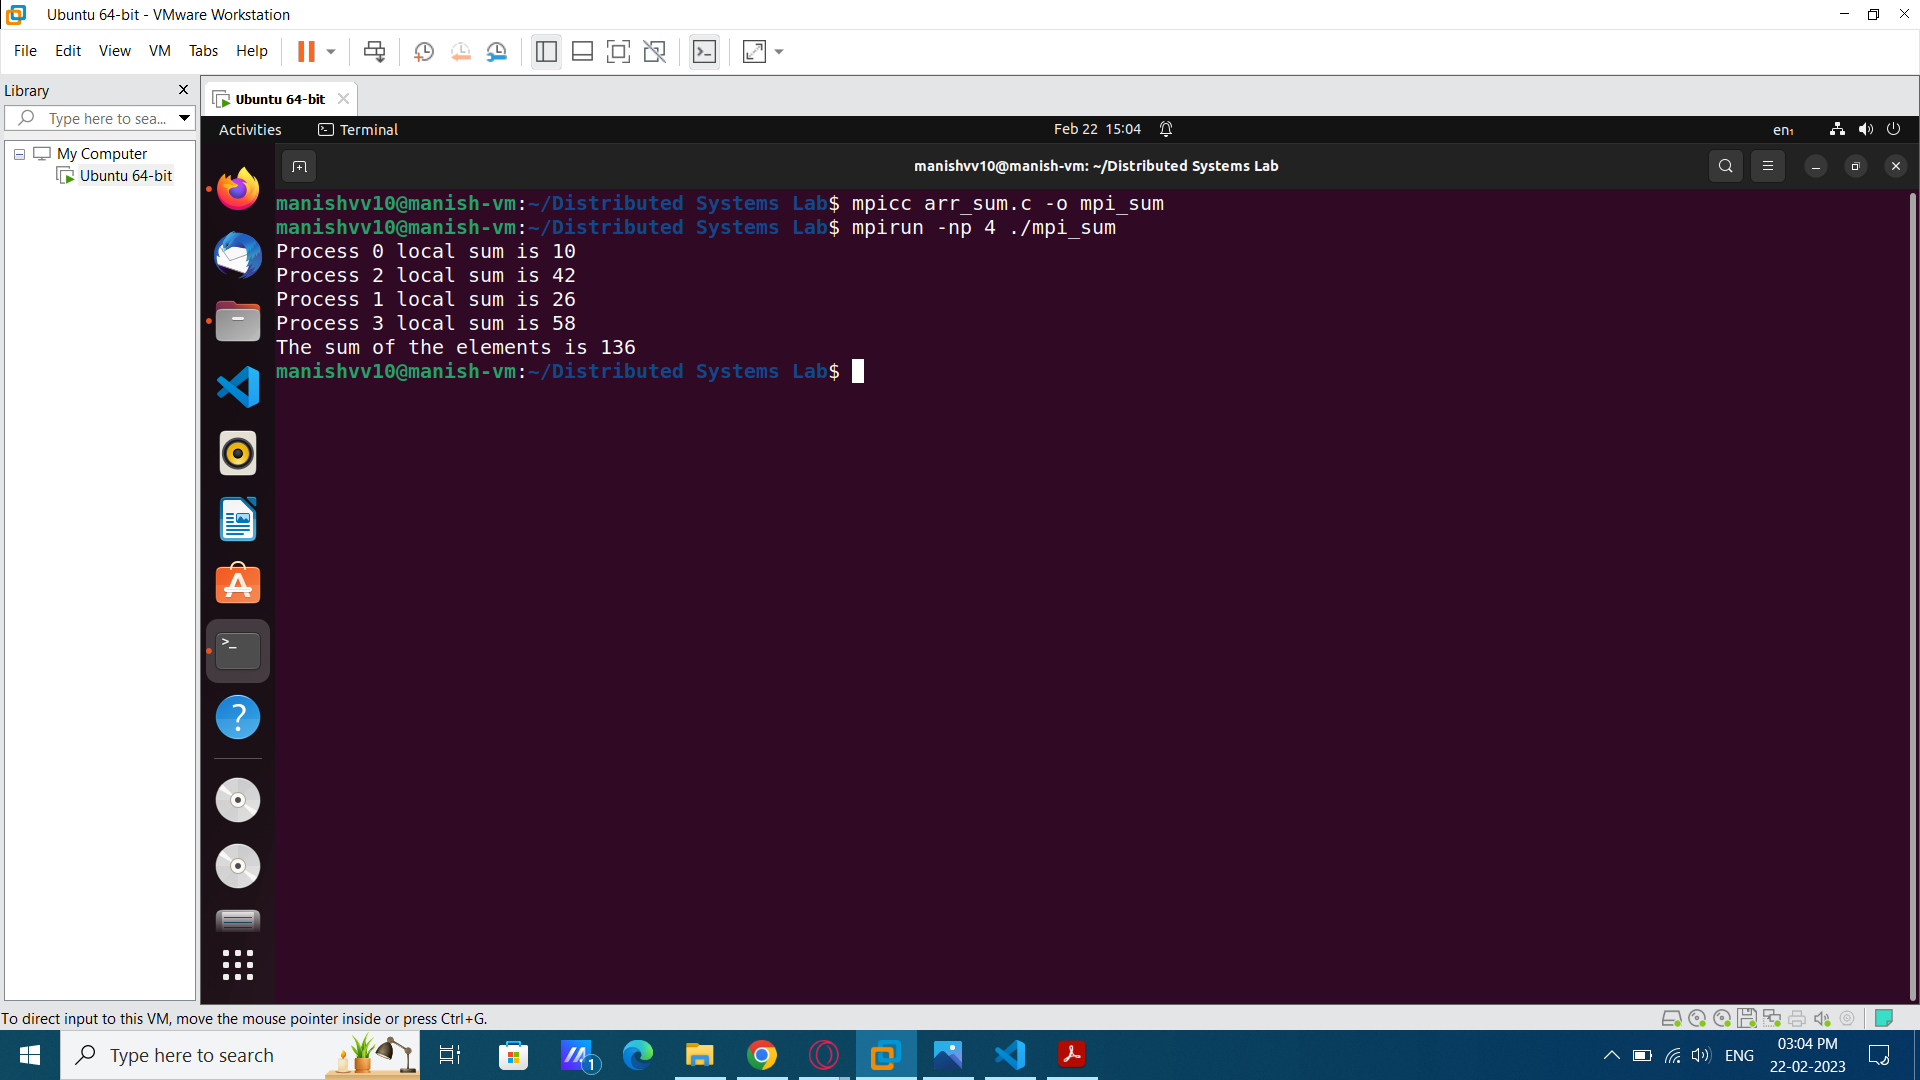 Ubuntu 64-bit - VMware Workstation
File Edit View VM Tabs Help
Library
Type here to sea...
My Computer
Ubuntu 64-bit
Ubuntu 64-bit
Activities Terminal Feb 22 15:04 en₁
manishvv10@manish-vm: ~/Distributed Systems Lab
manishvv10@manish-vm:~/Distributed Systems Lab$ mpicc arr_sum.c -o mpi_sum
manishvv10@manish-vm:~/Distributed Systems Lab$ mpirun -np 4 ./mpi_sum
Process 0 local sum is 10
Process 2 local sum is 42
Process 1 local sum is 26
Process 3 local sum is 58
The sum of the elements is 136
manishvv10@manish-vm:~/Distributed Systems Lab$
To direct input to this VM, move the mouse pointer inside or press Ctrl+G.
Type here to search
1
ENG
03:04 PM
22-02-2023